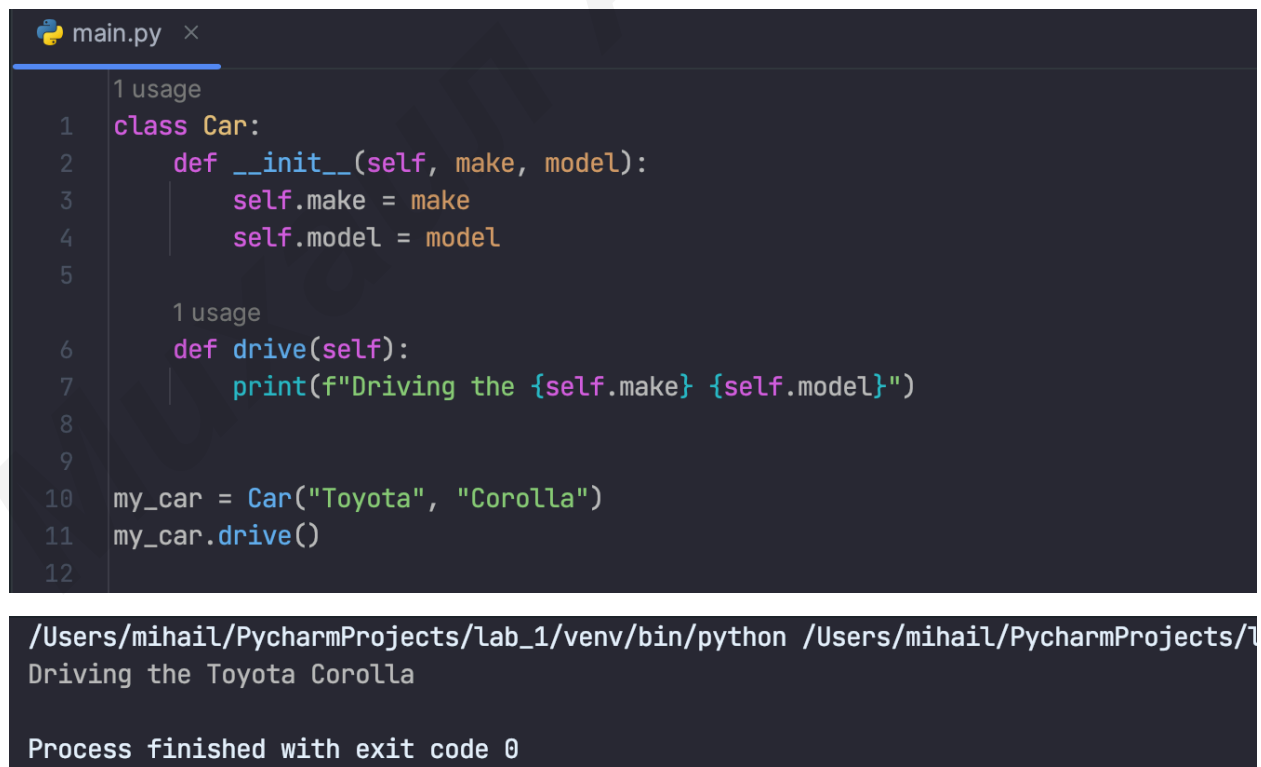 main.py ×
1 usage
1 class Car:
2     def __init__(self, make, model):
3         self.make = make
4         self.model = model
5
1 usage
6     def drive(self):
7         print(f"Driving the {self.make} {self.model}")
8
9
10 my_car = Car("Toyota", "Corolla")
11 my_car.drive()
12
/Users/mihail/PycharmProjects/lab_1/venv/bin/python /Users/mihail/PycharmProjects/l
Driving the Toyota Corolla
Process finished with exit code 0